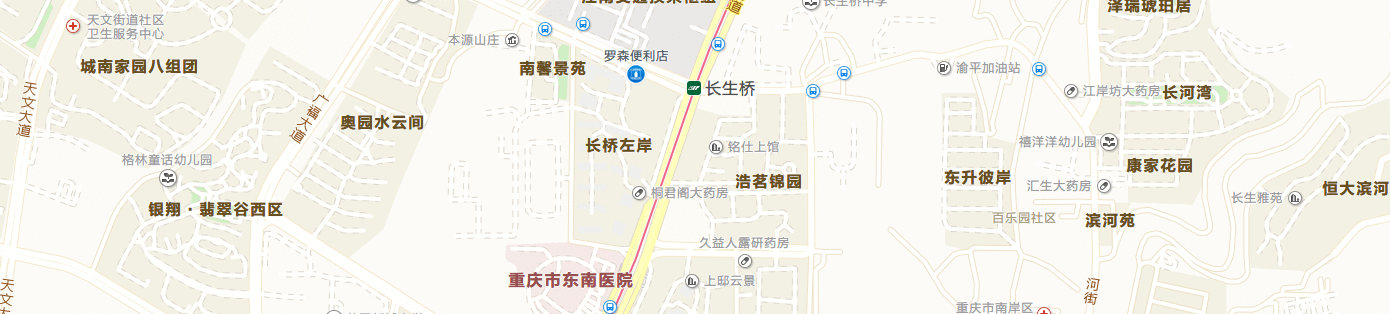 泽瑞琥珀居
长生桥中学
道
天文街道社区
卫生服务中心
本源山庄
罗森便利店
城南家园八组团
南馨景苑
渝平加油站
长生桥
江岸坊大药房
长河湾
天文大道
广福大道
奥园水云间
长桥左岸
铭仕上馆
禧洋洋幼儿园
格林童话幼儿园
康家花园
浩茗锦园
东升彼岸
汇生大药房
恒大滨河
桐君阁大药房
长生雅苑
银翔·翡翠谷西区
百乐园社区
滨河苑
久益人露研药房
重庆市东南医院
上邸云景
天文大
河街
重庆市南岸区